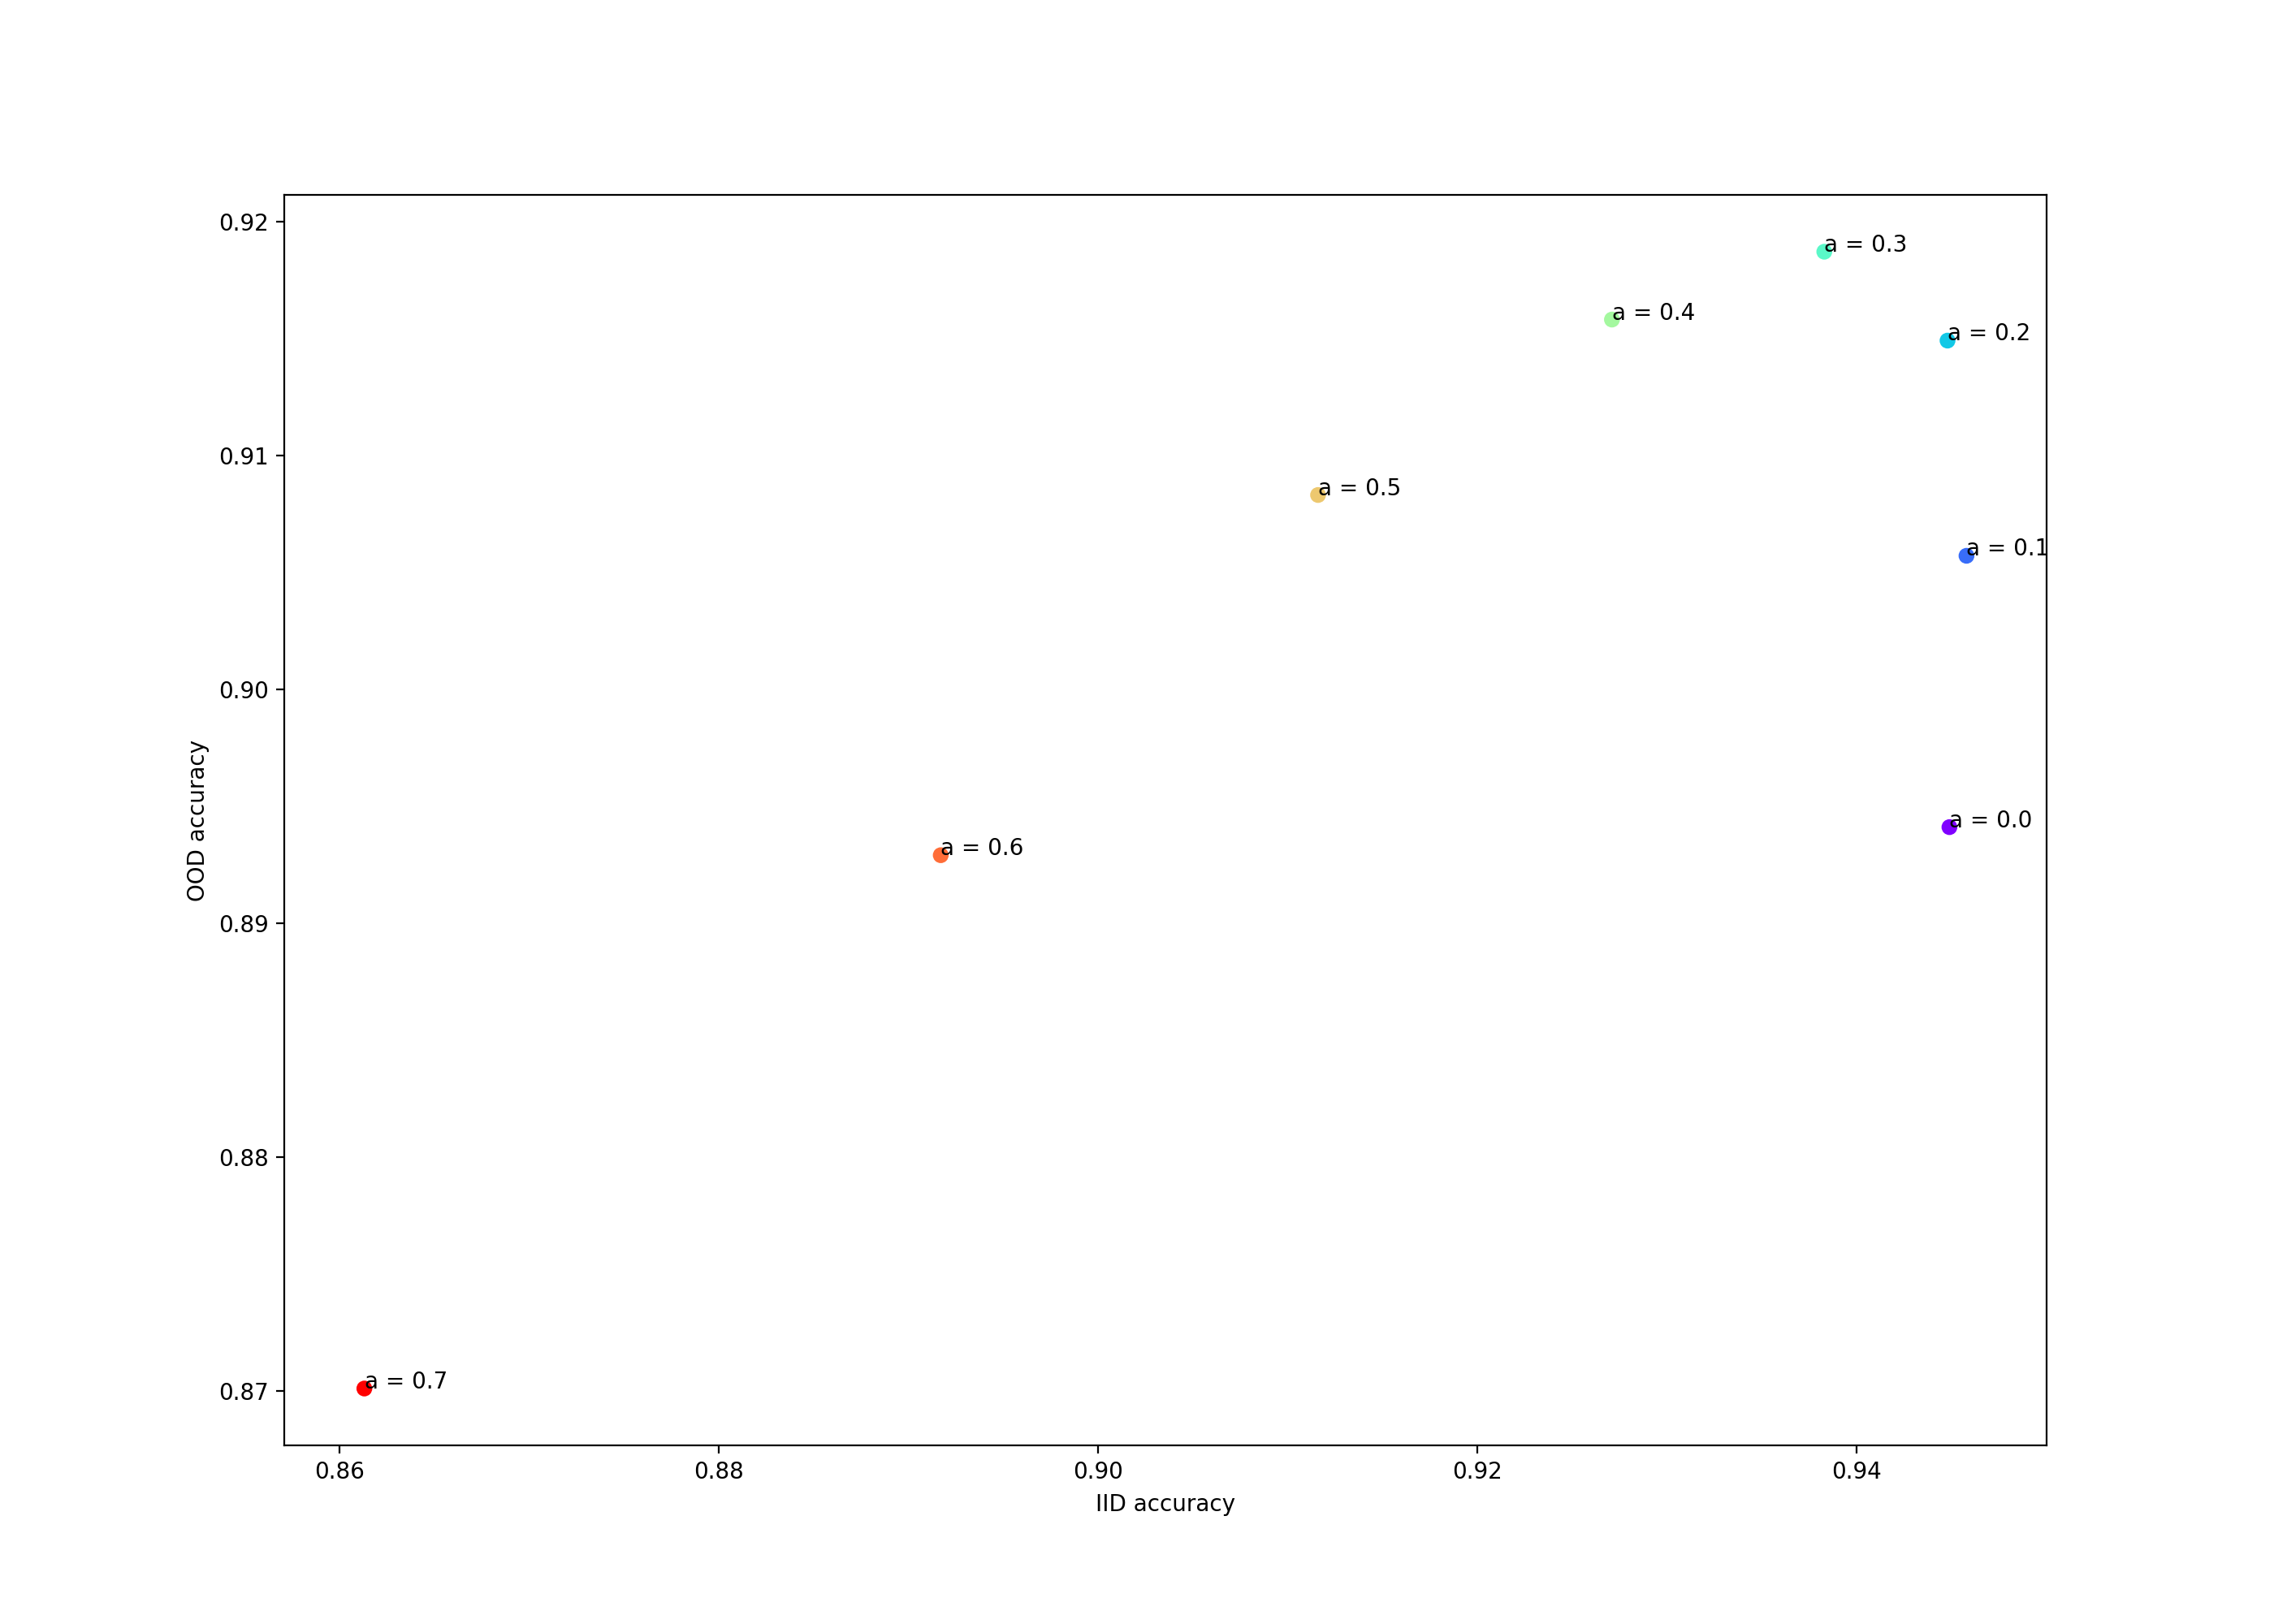 0.92
a = 0.3
a = 0.4
a = 0.2
0.91
a = 0.5
a = 0.1
0.90
OOD accuracy
a = 0.0
a = 0.6
0.89
0.88
a = 0.7
0.87
0.86 0.88 0.90 0.92 0.94
IID accuracy